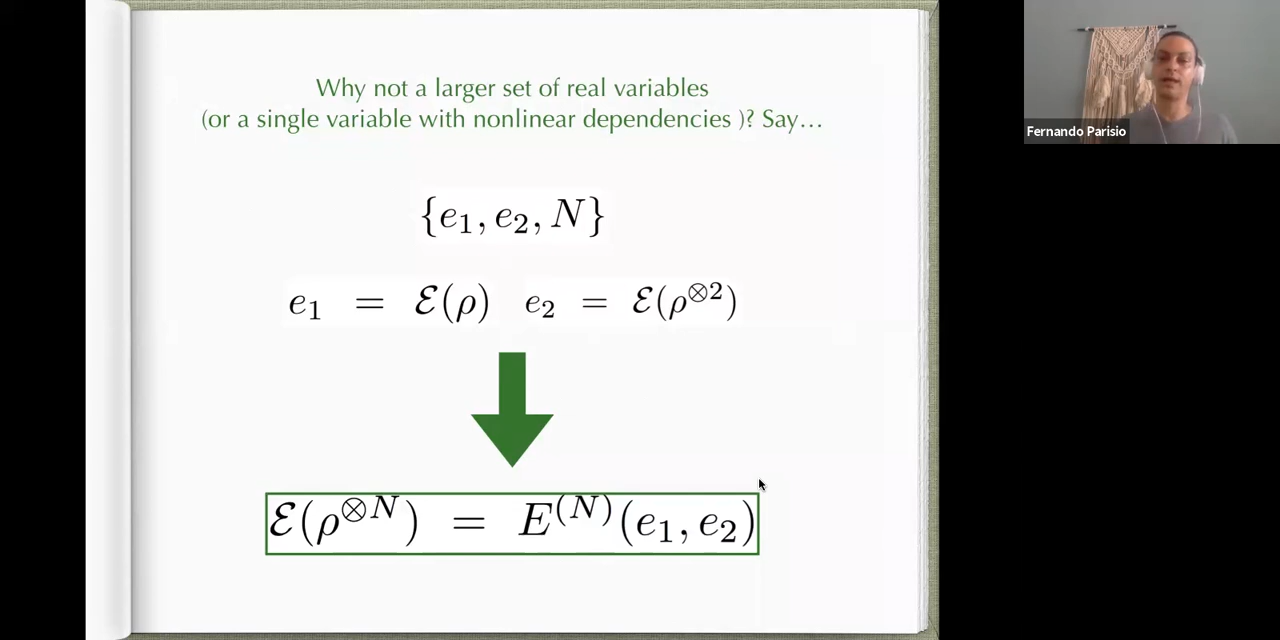 Why not a larger set of real variables
(or a single variable with nonlinear dependencies )? Say…
{e₁, e₂, N}
e₁ = ℰ(ρ) e₂ = ℰ(ρ^⊗2)
ℰ(ρ^⊗N) = E^(N)(e₁, e₂)
Fernando Parisio